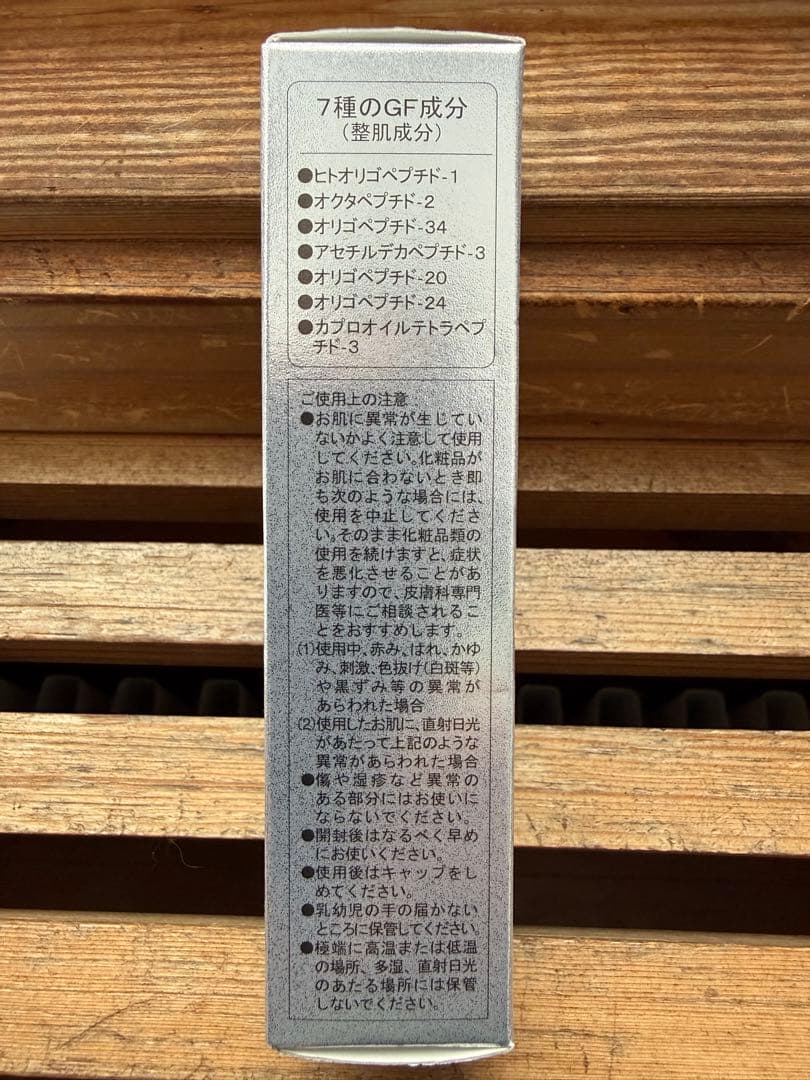 7種のGF成分
(整肌成分)
●ヒトオリゴペプチド-1
●オクタペプチド-2
●オリゴペプチド-34
●アセチルデカペプチド-3
●オリゴペプチド-20
●オリゴペプチド-24
●カプロオイルテトラペプ
チド-3
ご使用上の注意
●お肌に異常が生じてい
ないかよく注意して使用
してください。化粧品が
お肌に合わないとき即
も次のような場合には、
使用を中止してくださ
い。そのまま化粧品類の
使用を続けますと、症状
を悪化させることがあ
りますので、皮膚科専門
医等にご相談されるこ
とをおすすめします。
(1)使用中、赤み、はれ、かゆ
み、刺激、色抜け(白斑等)
や黒ずみ等の異常が
あらわれた場合
(2)使用したお肌に、直射日光
があたって上記のような
異常があらわれた場合
●傷や湿疹など異常の
ある部分にはお使いに
ならないでください。
●開封後はなるべく早め
にお使いください。
●使用後はキャップをし
めてください。
●乳幼児の手の届かない
ところに保管してください。
●極端に高温または低温
の場所、多湿、直射日光
のあたる場所には保管
しないでください。